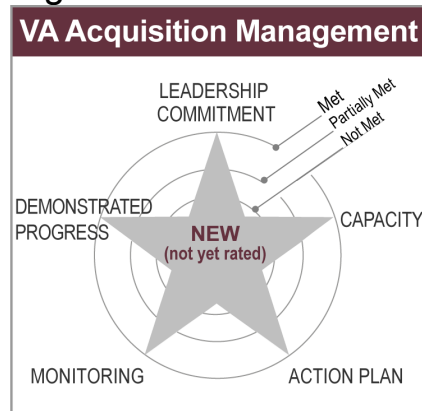 VA Acquisition Management
LEADERSHIP
COMMITMENT
Met
Partially Met
Not Met
DEMONSTRATED
PROGRESS
NEW
(not yet rated)
CAPACITY
MONITORING
ACTION PLAN